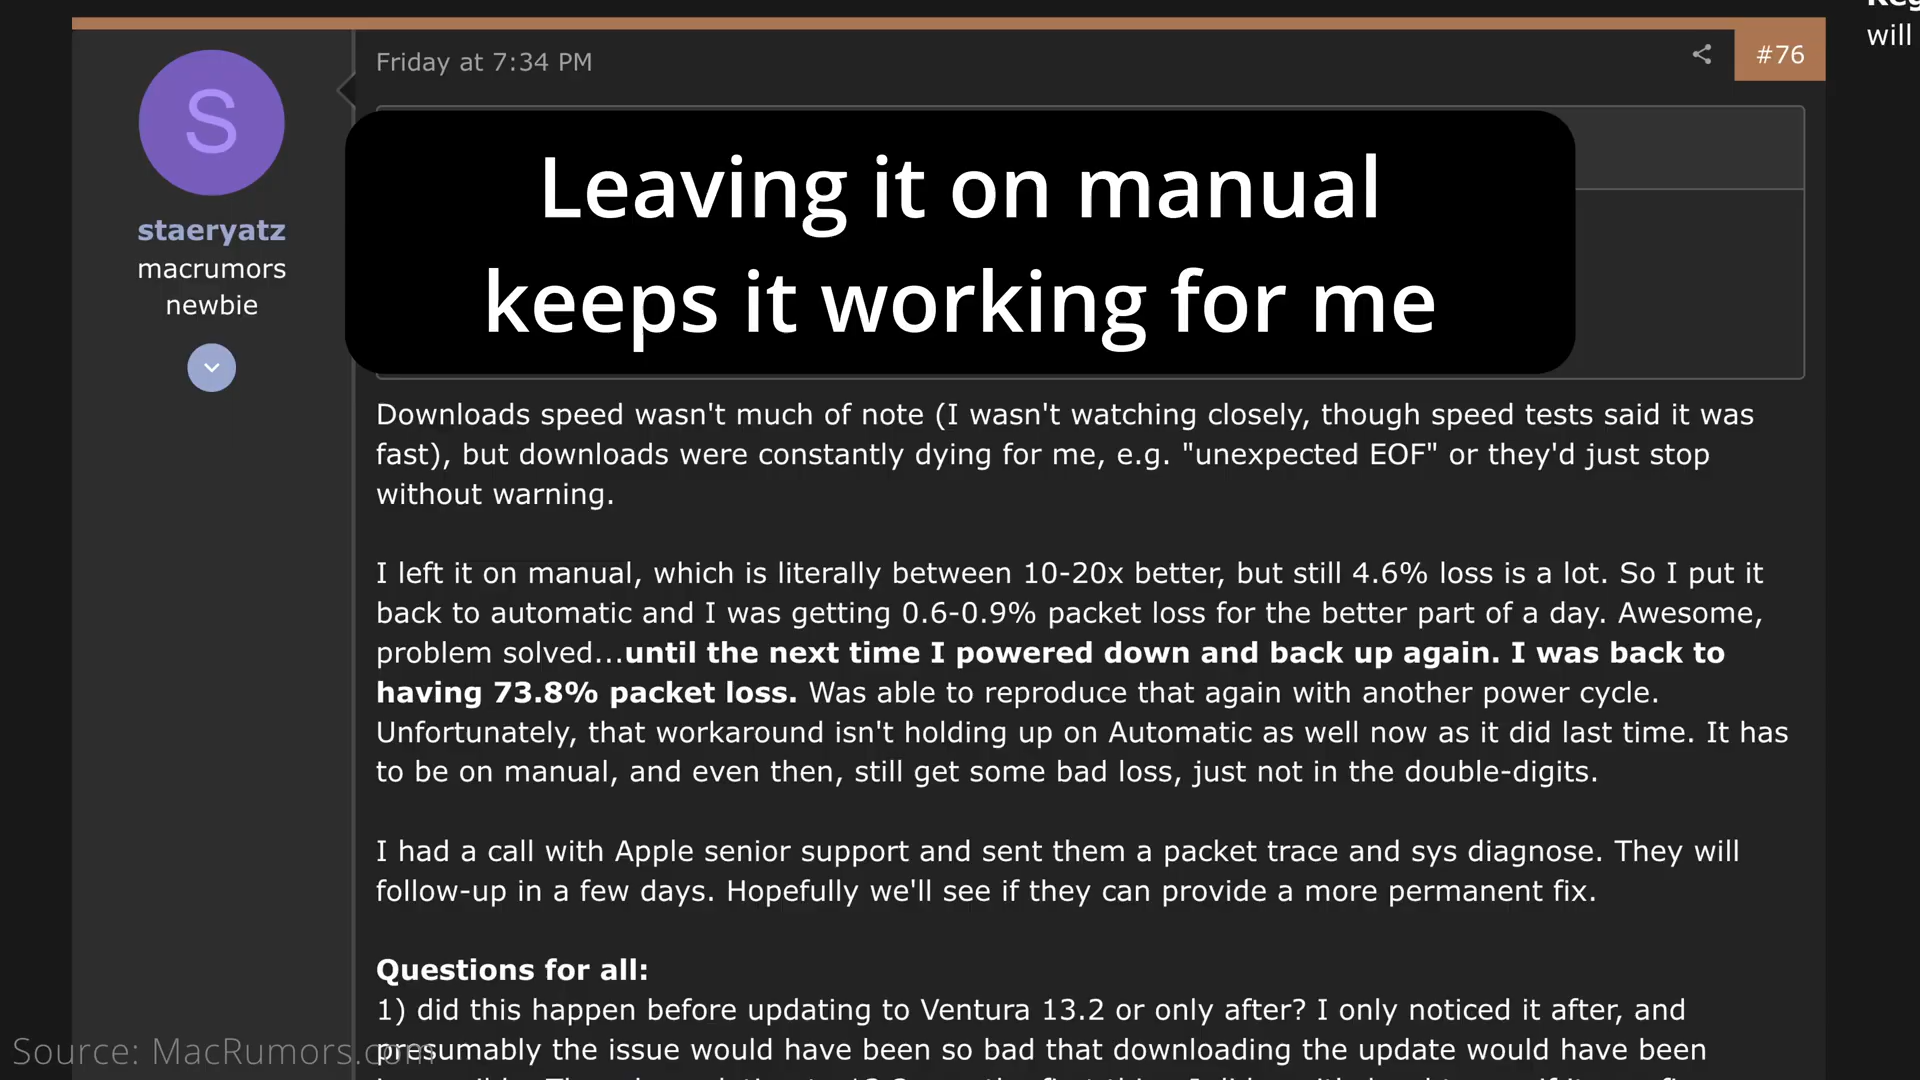 will
Friday at 7:34 PM
#76
S
staeryatz
macrumors
newbie
Leaving it on manual
keeps it working for me
Downloads speed wasn't much of note (I wasn't watching closely, though speed tests said it was
fast), but downloads were constantly dying for me, e.g. "unexpected EOF" or they'd just stop
without warning.
I left it on manual, which is literally between 10-20x better, but still 4.6% loss is a lot. So I put it
back to automatic and I was getting 0.6-0.9% packet loss for the better part of a day. Awesome,
problem solved...until the next time I powered down and back up again. I was back to
having 73.8% packet loss. Was able to reproduce that again with another power cycle.
Unfortunately, that workaround isn't holding up on Automatic as well now as it did last time. It has
to be on manual, and even then, still get some bad loss, just not in the double-digits.
I had a call with Apple senior support and sent them a packet trace and sys diagnose. They will
follow-up in a few days. Hopefully we'll see if they can provide a more permanent fix.
Questions for all:
1) did this happen before updating to Ventura 13.2 or only after? I only noticed it after, and
presumably the issue would have been so bad that downloading the update would have been
Source: MacRumors.com